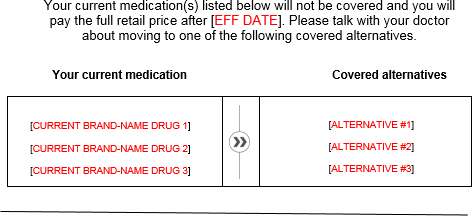 Your current medication(s) listed below will not be covered and you will
pay the full retail price after [EFF DATE]. Please talk with your doctor
about moving to one of the following covered alternatives.
Your current medication
Covered alternatives
[CURRENT BRAND-NAME DRUG 1]
[CURRENT BRAND-NAME DRUG 2]
[CURRENT BRAND-NAME DRUG 3]
»
[ALTERNATIVE #1]
[ALTERNATIVE #2]
[ALTERNATIVE #3]